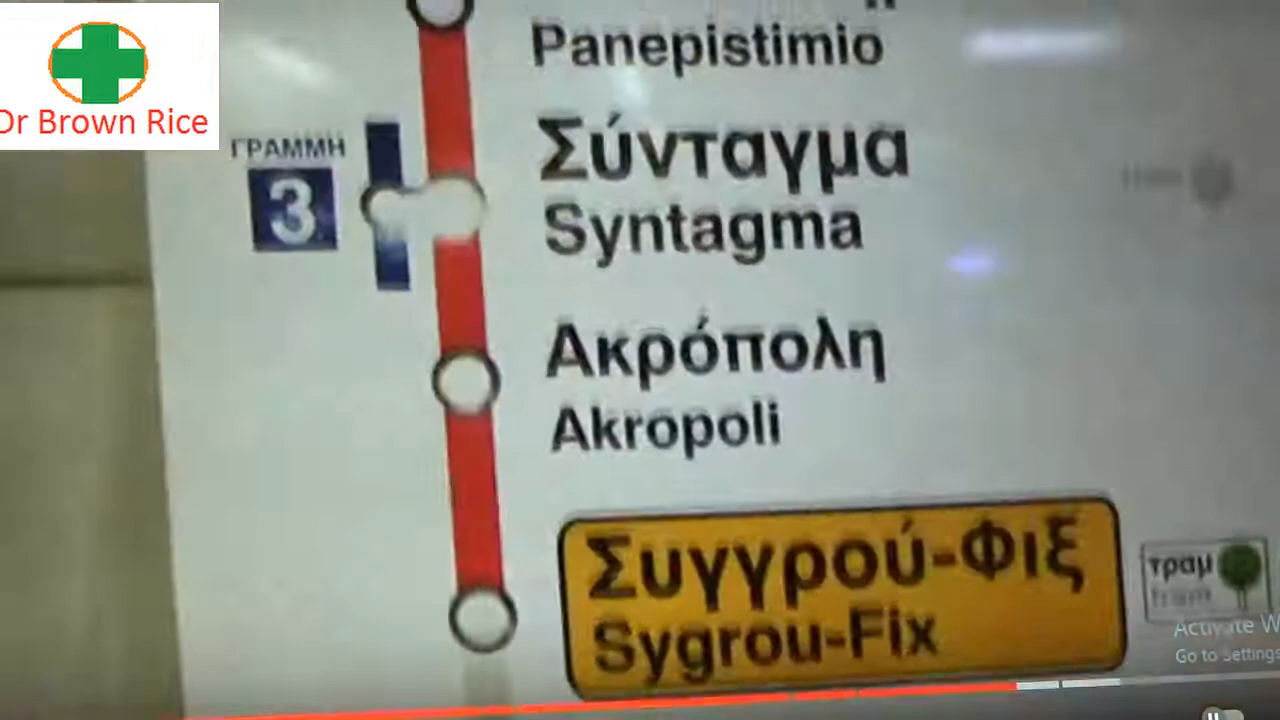 Dr Brown Rice
Panepistimio
ΓΡΑΜΜΗ
3
Σύνταγμα
Syntagma
Ακρόπολη
Akropoli
Συγγρού-Φιξ
Sygrou-Fix
τραμ
tram
Activate W
Go to Settings